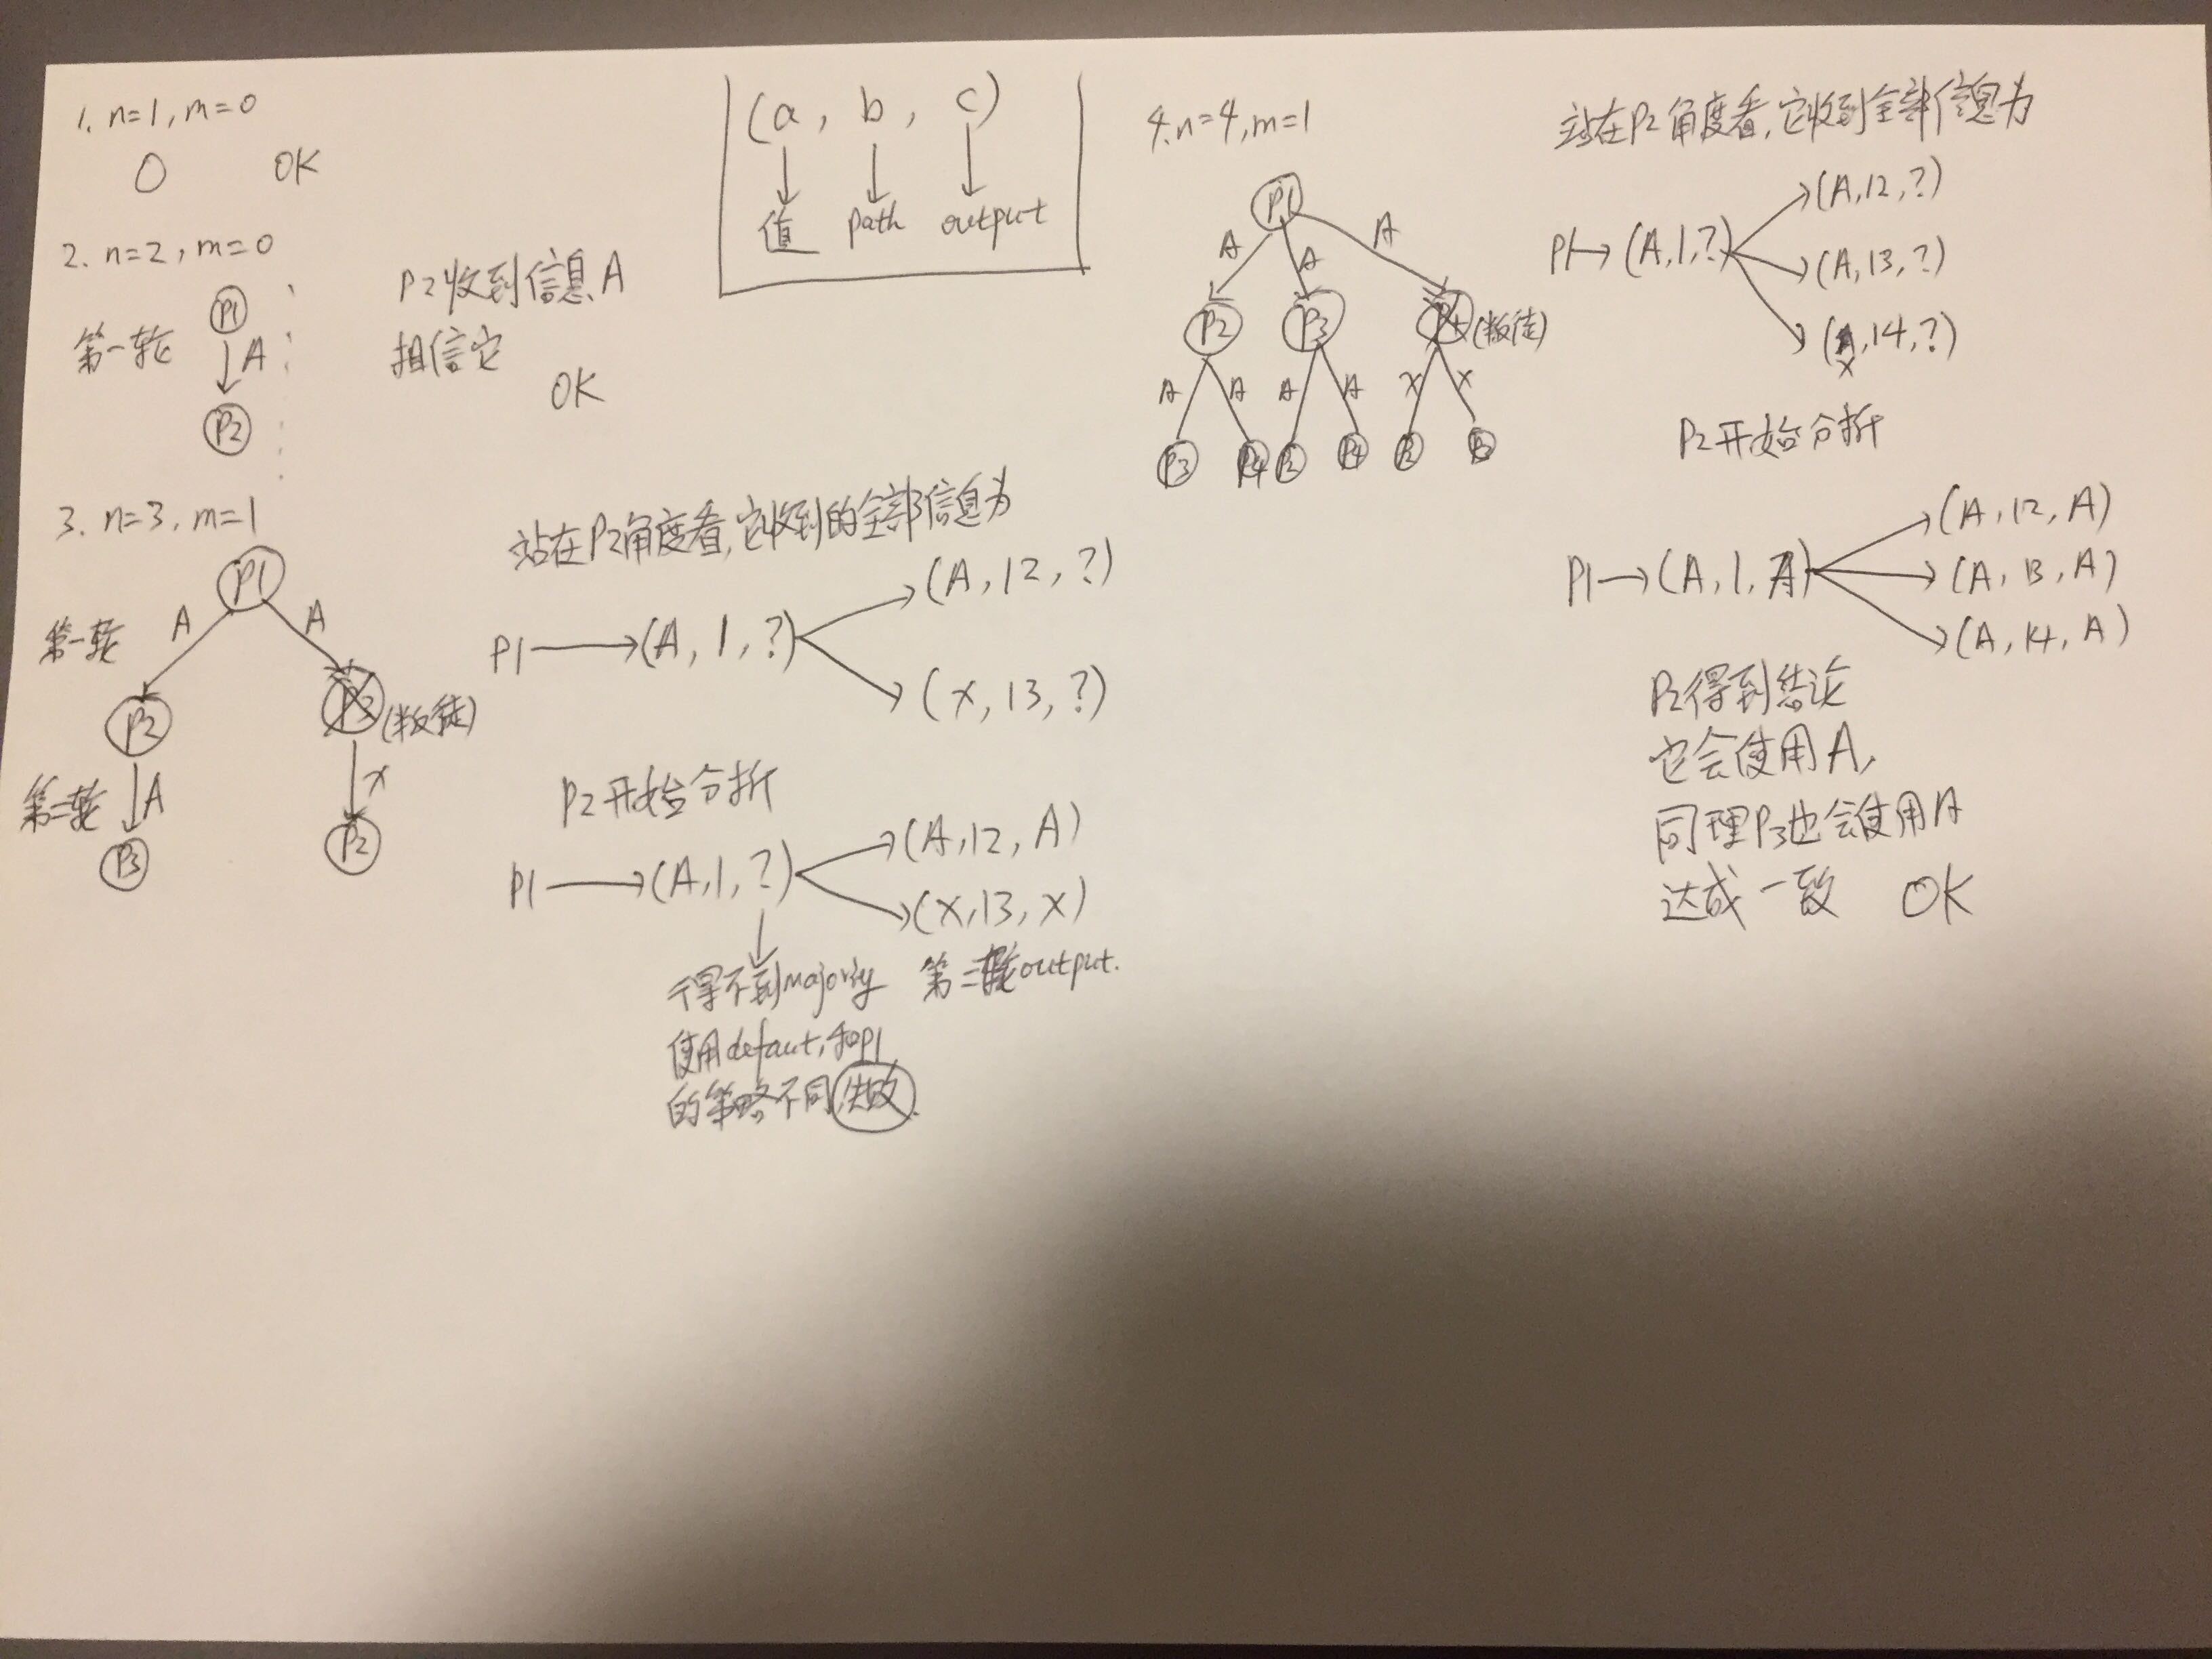 1. n=1, m=0
O OK
2. n=2, m=0
第一轮
P1
A
P2
P2收到信息A
相信它
OK
3. n=3, m=1
P1
第一轮
A A
P2 P3 (叛徒)
第二轮
A x
P3 P2
(a, b, c)
值 path output
站在P2角度看,它收到的全部信息为
P1 (A, 1, ?)
(A, 12, ?)
(x, 13, ?)
P2开始分析
P1 (A, 1, ?)
(A, 12, A)
(x, 13, x)
得不到majority
使用defaut,和P1
的策略不同 失败.
第二轮output.
4. n=4, m=1
P1
A A A
P2 P3 P4 (叛徒)
A A A A x x
P3 P4 P2 P4 P2 P3
站在P2角度看,它收到全部信息为
P1 (A, 1, ?)
(A, 12, ?)
(A, 13, ?)
(x, 14, ?)
P2开始分析
P1 (A, 1, A)
(A, 12, A)
(A, 13, A)
(A, 14, A)
P2得到结论
也会使用A,
同理P3也会使用A
达成一致 OK